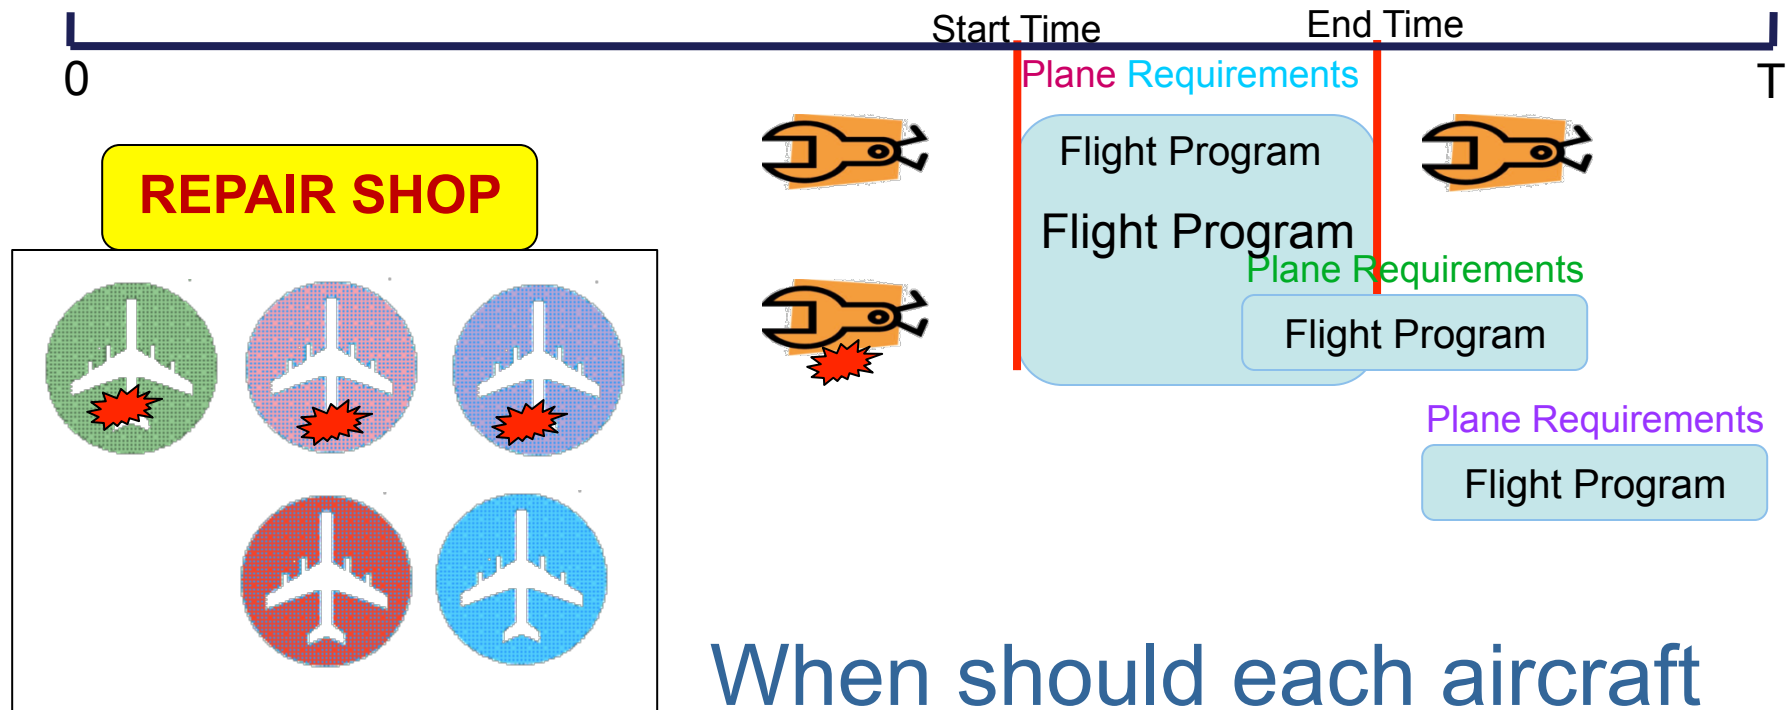 Start Time
End Time
0
T
Plane Requirements
REPAIR SHOP
Flight Program
Flight Program
Plane Requirements
Flight Program
Plane Requirements
Flight Program
When should each aircraft